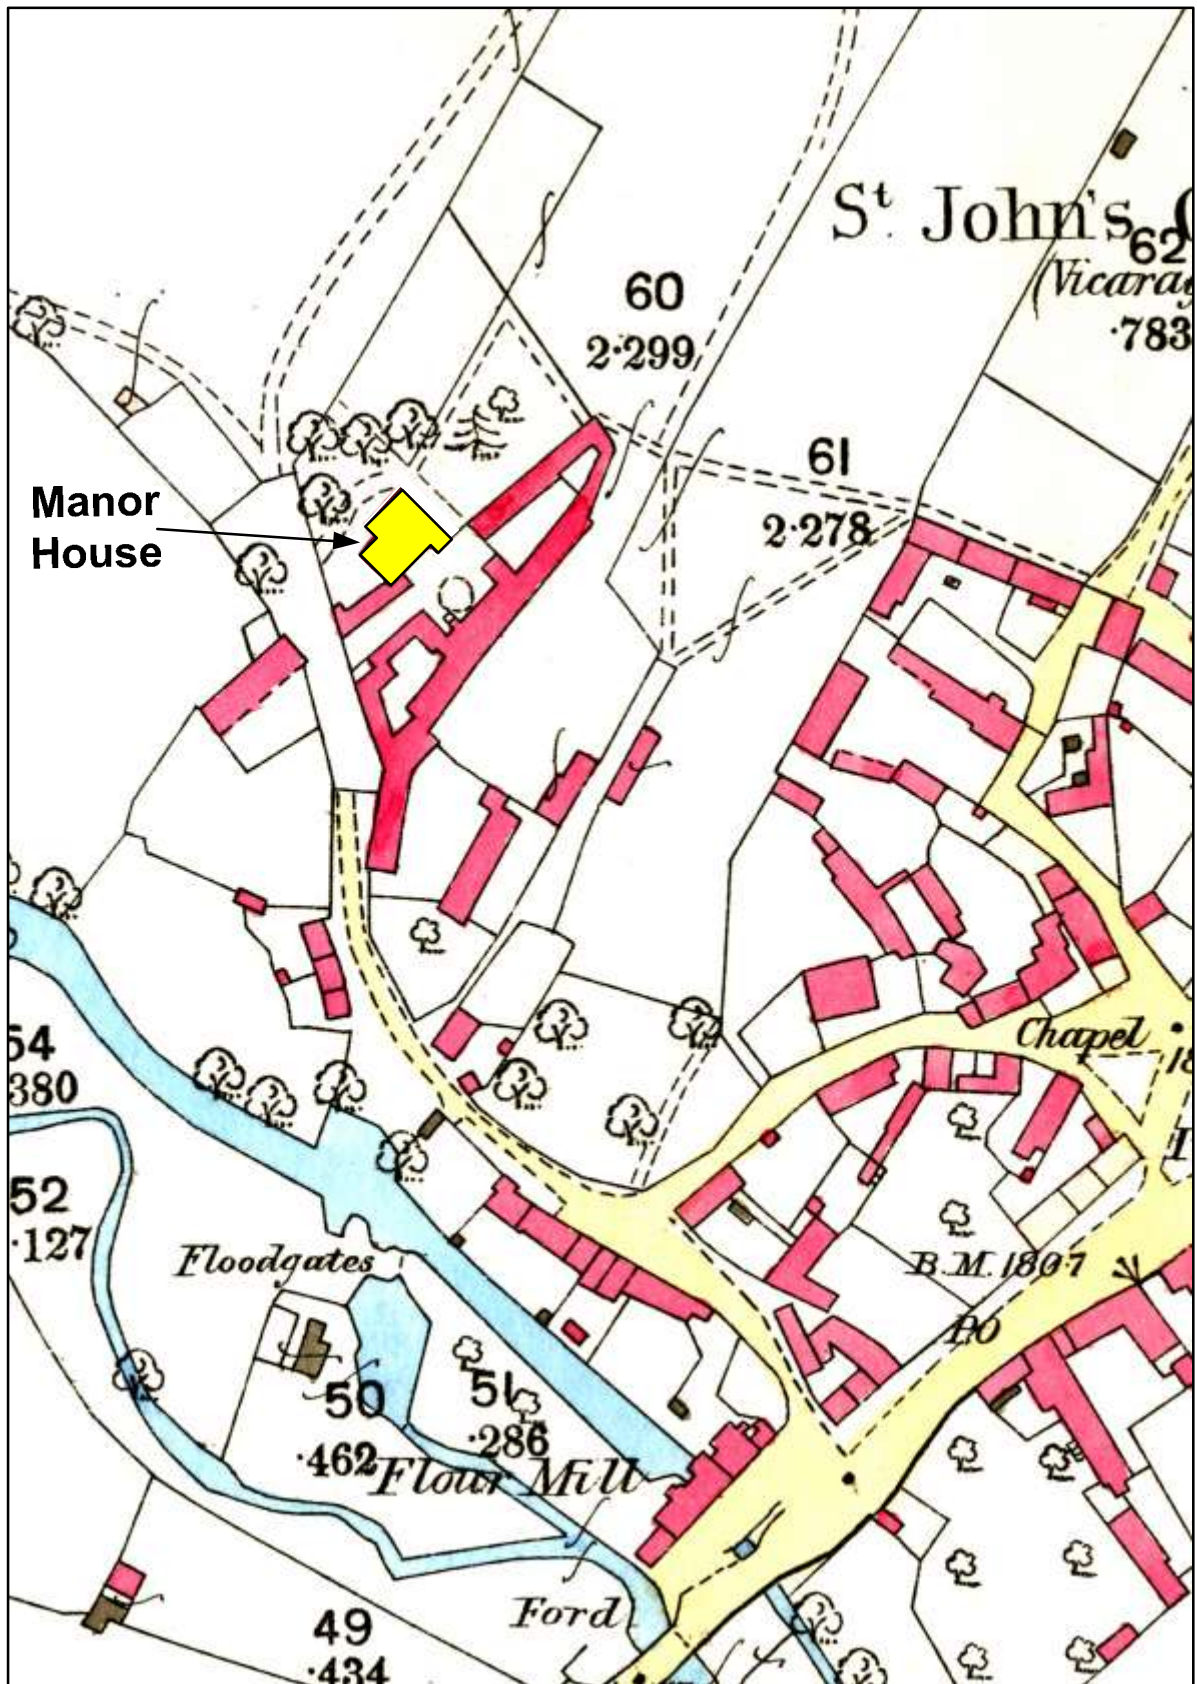 St. John's
62
(Vicarag
·783
60
2·299
61
2·278
Manor
House
54
380
Chapel
52
·127
Floodgates
B.M. 180·7
P.O
50
·462
51
·286
Flour Mill
Ford
49
·434